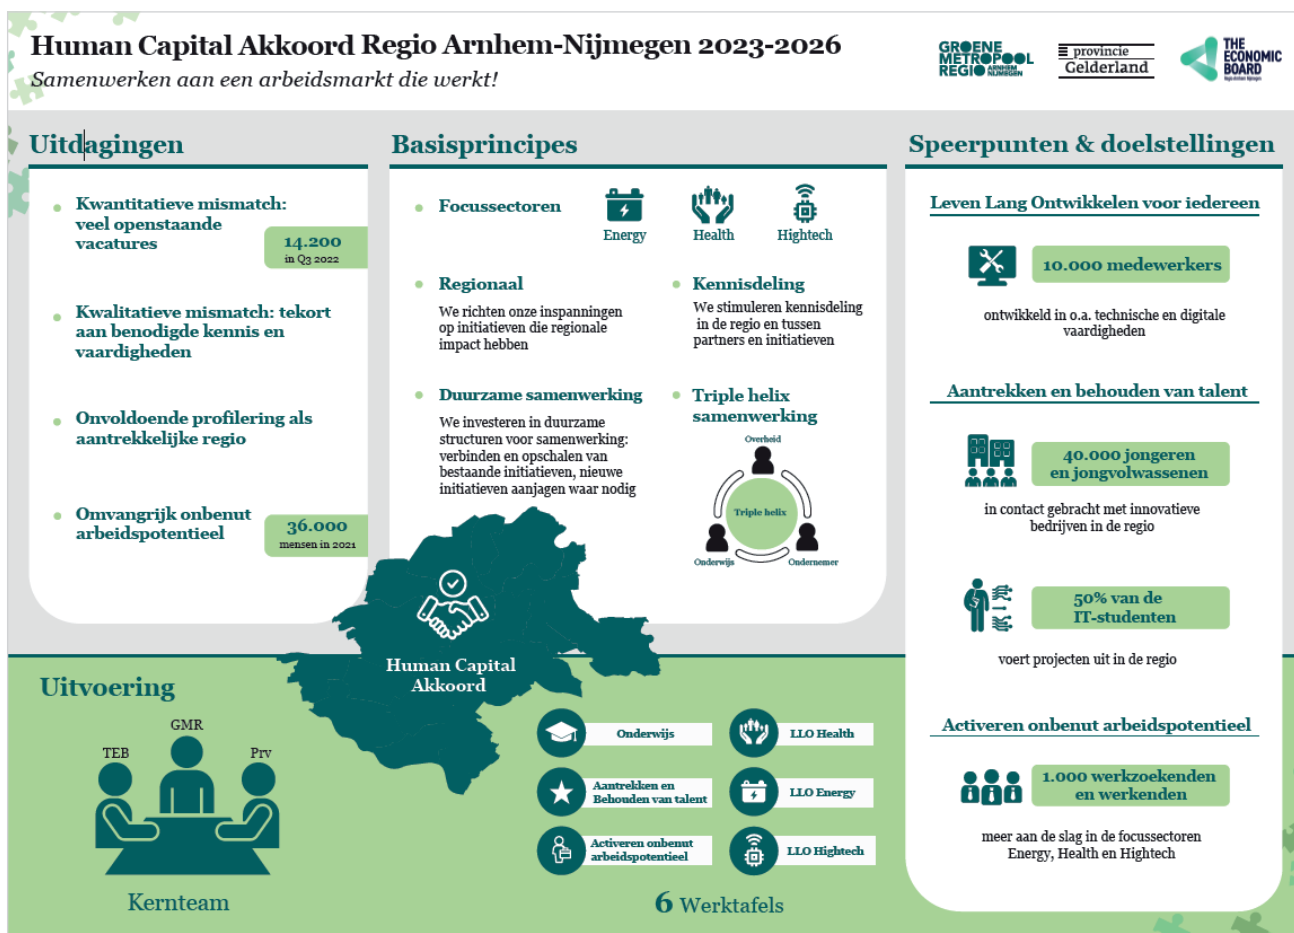 Human Capital Akkoord Regio Arnhem-Nijmegen 2023-2026
Samenwerken aan een arbeidsmarkt die werkt!
GROENE
METROPOOL
REGIO ARNHEM
NIJMEGEN
provincie
Gelderland
THE
ECONOMIC
BOARD
Regio Arnhem Nijmegen
Uitdagingen
Kwantitatieve mismatch:
veel openstaande
vacatures
14.200
in Q3 2022
Kwalitatieve mismatch: tekort
aan benodigde kennis en
vaardigheden
Onvoldoende profilering als
aantrekkelijke regio
Omvangrijk onbenut
arbeidspotentieel
36.000
mensen in 2021
Basisprincipes
Focussectoren
Energy
Health
Hightech
Regionaal
We richten onze inspanningen
op initiatieven die regionale
impact hebben
Kennisdeling
We stimuleren kennisdeling
in de regio en tussen
partners en initiatieven
Duurzame samenwerking
We investeren in duurzame
structuren voor samenwerking:
verbinden en opschalen van
bestaande initiatieven, nieuwe
initiatieven aanjagen waar nodig
Triple helix
samenwerking
Overheid
Triple helix
Onderwijs
Ondernemer
Speerpunten & doelstellingen
Leven Lang Ontwikkelen voor iedereen
10.000 medewerkers
ontwikkeld in o.a. technische en digitale
vaardigheden
Aantrekken en behouden van talent
40.000 jongeren
en jongvolwassenen
in contact gebracht met innovatieve
bedrijven in de regio
50% van de
IT-studenten
voert projecten uit in de regio
Activeren onbenut arbeidspotentieel
1.000 werkzoekenden
en werkenden
meer aan de slag in de focussectoren
Energy, Health en Hightech
Human Capital
Akkoord
Uitvoering
TEB
GMR
Prv
Kernteam
Onderwijs
LLO Health
Aantrekken en
Behouden van talent
LLO Energy
Activeren onbenut
arbeidspotentieel
LLO Hightech
6 Werktafels